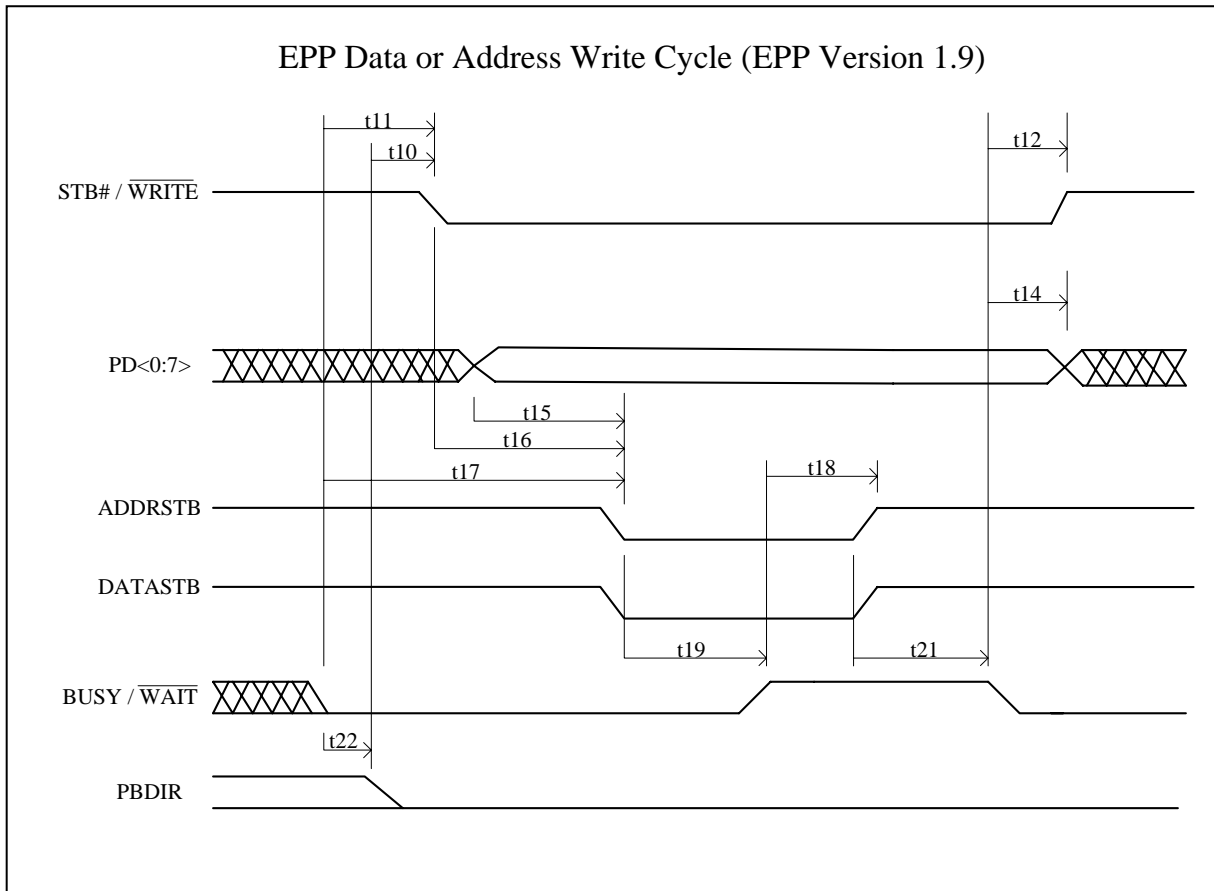 EPP Data or Address Write Cycle (EPP Version 1.9)
t11
t10
t12
STB# / WRITE
t14
PD<0:7>
t15
t16
t17
t18
ADDRSTB
DATASTB
t19
t21
BUSY / WAIT
t22
PBDIR